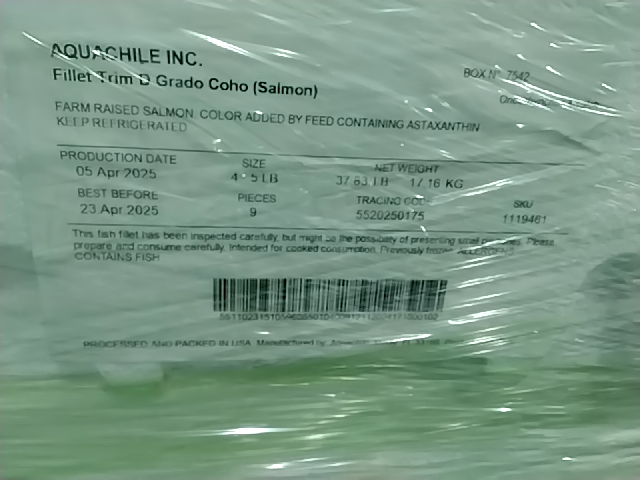 AQUACHILE INC.
Fillet Trim D Grado Coho (Salmon)
BOX N° 7542
FARM RAISED SALMON. COLOR ADDED BY FEED CONTAINING ASTAXANTHIN
KEEP REFRIGERATED
PRODUCTION DATE
05 Apr 2025
SIZE
4 - 5 LB
NET WEIGHT
37.83 LB 17.16 KG
BEST BEFORE
23 Apr 2025
PIECES
9
TRACING
5520250175
SKU
1119461
This fish fillet has been inspected carefully, but might be the possibility of presenting small Please
prepare and consume carefully. Intended for cooked consumption. Previously frozen.
CONTAINS FISH
PROCESSED AND PACKED IN USA. Manufactured by: